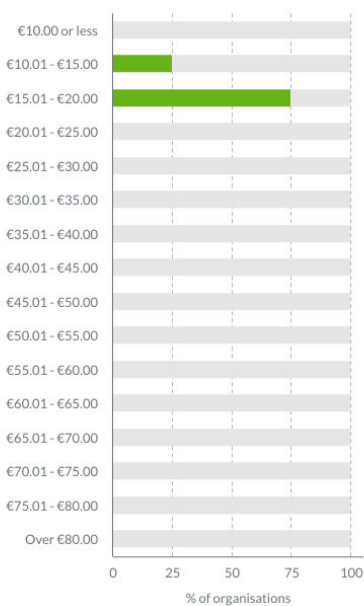 €10.00 or less
€10.01 - €15.00
€15.01 - €20.00
€20.01 - €25.00
€25.01 - €30.00
€30.01 - €35.00
€35.01 - €40.00
€40.01 - €45.00
€45.01 - €50.00
€50.01 - €55.00
€55.01 - €60.00
€60.01 - €65.00
€65.01 - €70.00
€70.01 - €75.00
€75.01 - €80.00
Over €80.00
0 25 50 75 100
% of organisations